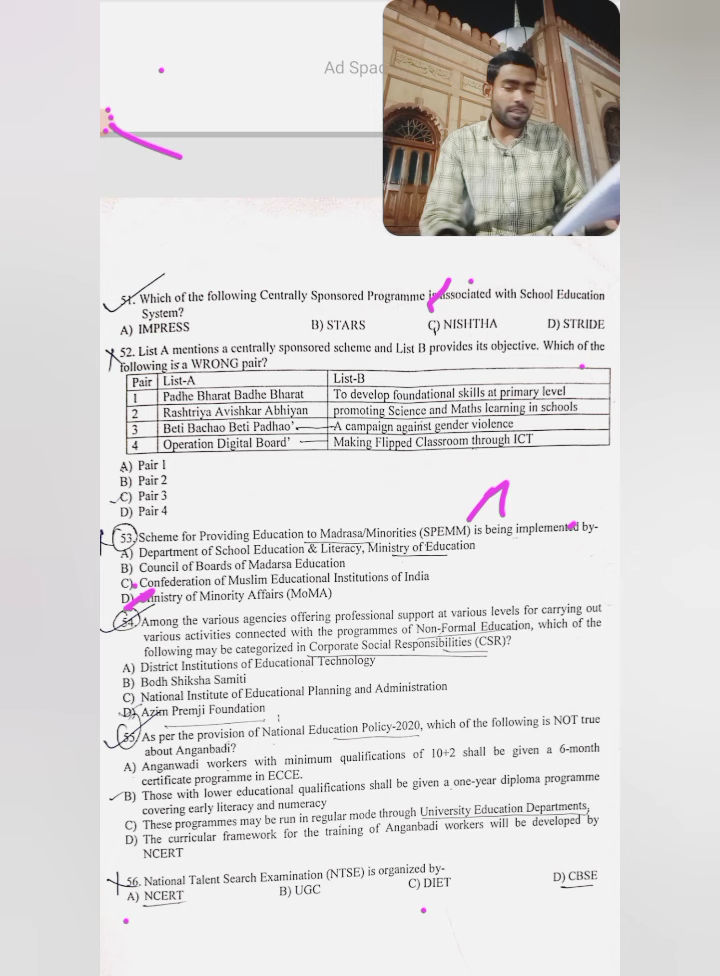 Ad Spac
51. Which of the following Centrally Sponsored Programme is associated with School Education
System?
A) IMPRESS B) STARS C) NISHTHA D) STRIDE
52. List A mentions a centrally sponsored scheme and List B provides its objective. Which of the
following is a WRONG pair?
Pair List-A List-B
1 Padhe Bharat Badhe Bharat To develop foundational skills at primary level
2 Rashtriya Avishkar Abhiyan promoting Science and Maths learning in schools
3 Beti Bachao Beti Padhao' A campaign against gender violence
4 Operation Digital Board' Making Flipped Classroom through ICT
A) Pair 1
B) Pair 2
C) Pair 3
D) Pair 4
53. Scheme for Providing Education to Madrasa/Minorities (SPEMM) is being implemented by-
A) Department of School Education & Literacy, Ministry of Education
B) Council of Boards of Madarsa Education
C) Confederation of Muslim Educational Institutions of India
D) Ministry of Minority Affairs (MoMA)
54. Among the various agencies offering professional support at various levels for carrying out
various activities connected with the programmes of Non-Formal Education, which of the
following may be categorized in Corporate Social Responsibilities (CSR)?
A) District Institutions of Educational Technology
B) Bodh Shiksha Samiti
C) National Institute of Educational Planning and Administration
D) Azim Premji Foundation
55. As per the provision of National Education Policy-2020, which of the following is NOT true
about Anganbadi?
A) Anganwadi workers with minimum qualifications of 10+2 shall be given a 6-month
certificate programme in ECCE.
B) Those with lower educational qualifications shall be given a one-year diploma programme
covering early literacy and numeracy
C) These programmes may be run in regular mode through University Education Departments,
D) The curricular framework for the training of Anganbadi workers will be developed by
NCERT
56. National Talent Search Examination (NTSE) is organized by-
A) NCERT B) UGC C) DIET D) CBSE